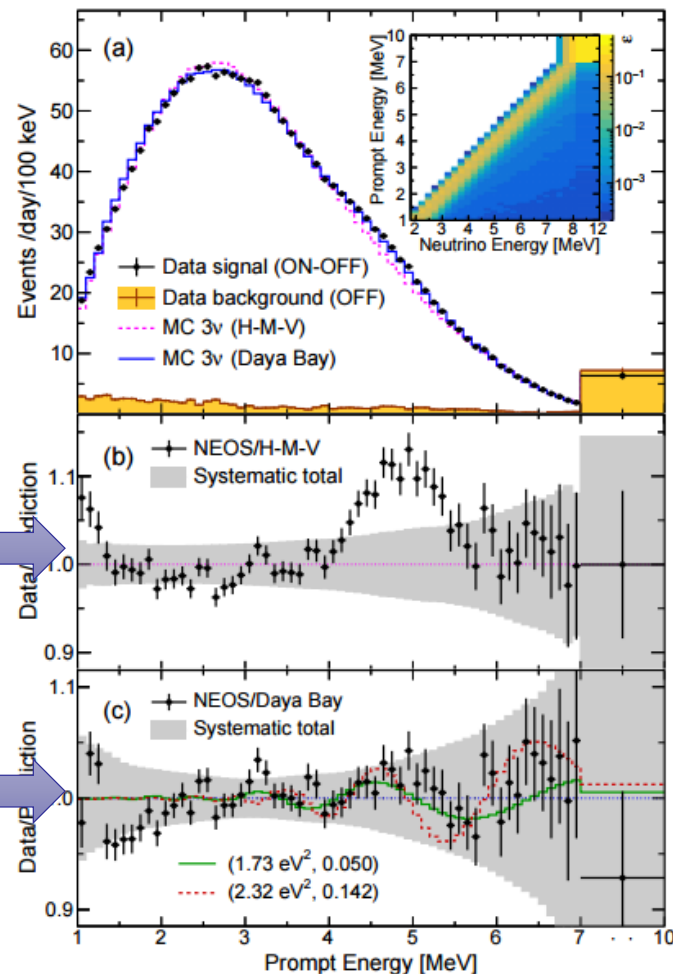 (a)
Events /day/100 keV
60
50
40
30
20
10
Data signal (ON-OFF)
Data background (OFF)
MC 3ν (H-M-V)
MC 3ν (Daya Bay)
Prompt Energy [MeV]
10
9
8
7
6
5
4
3
2
1
2 3 4 5 6 7 8 12
Neutrino Energy [MeV]
ε
10⁻¹
10⁻²
10⁻³
(b)
NEOS/H-M-V
Systematic total
1.1
1.0
0.9
(c)
NEOS/Daya Bay
Systematic total
1.1
0.9
(1.73 eV², 0.050)
(2.32 eV², 0.142)
1 2 3 4 5 6 7 10
Prompt Energy [MeV]